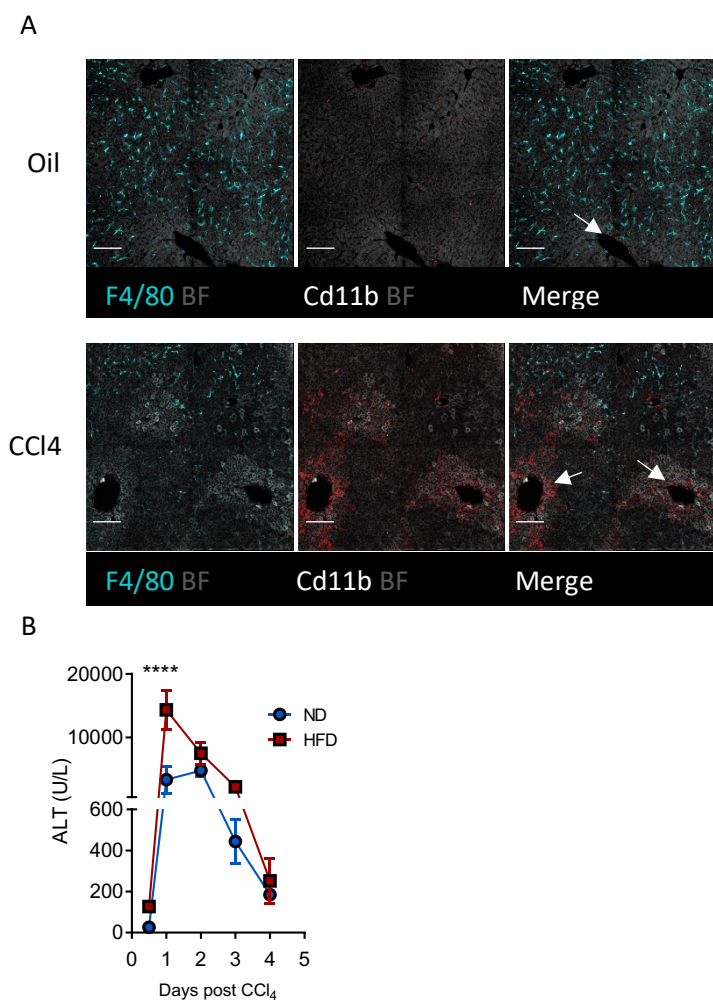 A
Oil
F4/80 BF Cd11b BF Merge
CCl4
F4/80 BF Cd11b BF Merge
B
****
20000
10000
600
400
200
0
ALT (U/L)
ND
HFD
0 1 2 3 4 5
Days post CCl₄